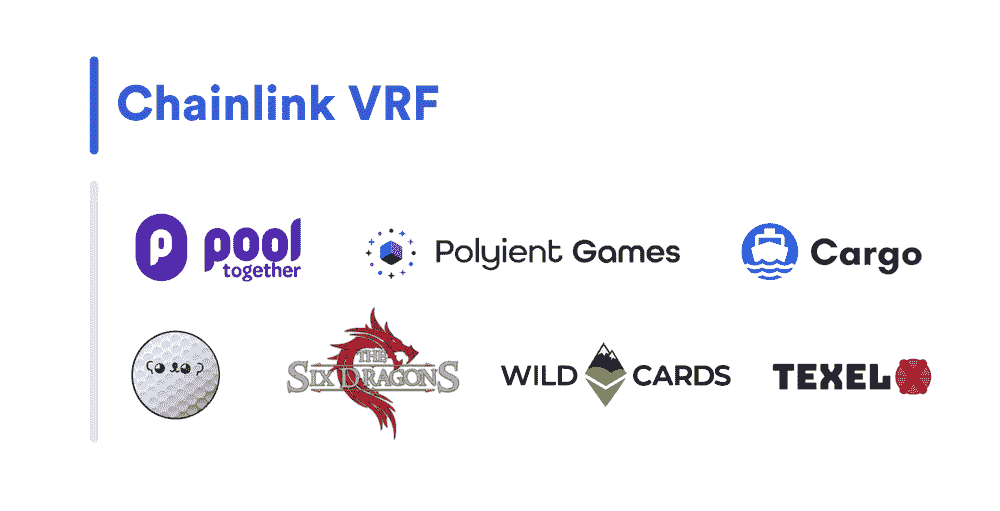 Chainlink VRF
P pool together
Polyient Games
Cargo
THE
SIX DRAGONS
WILD CARDS
TEXEL